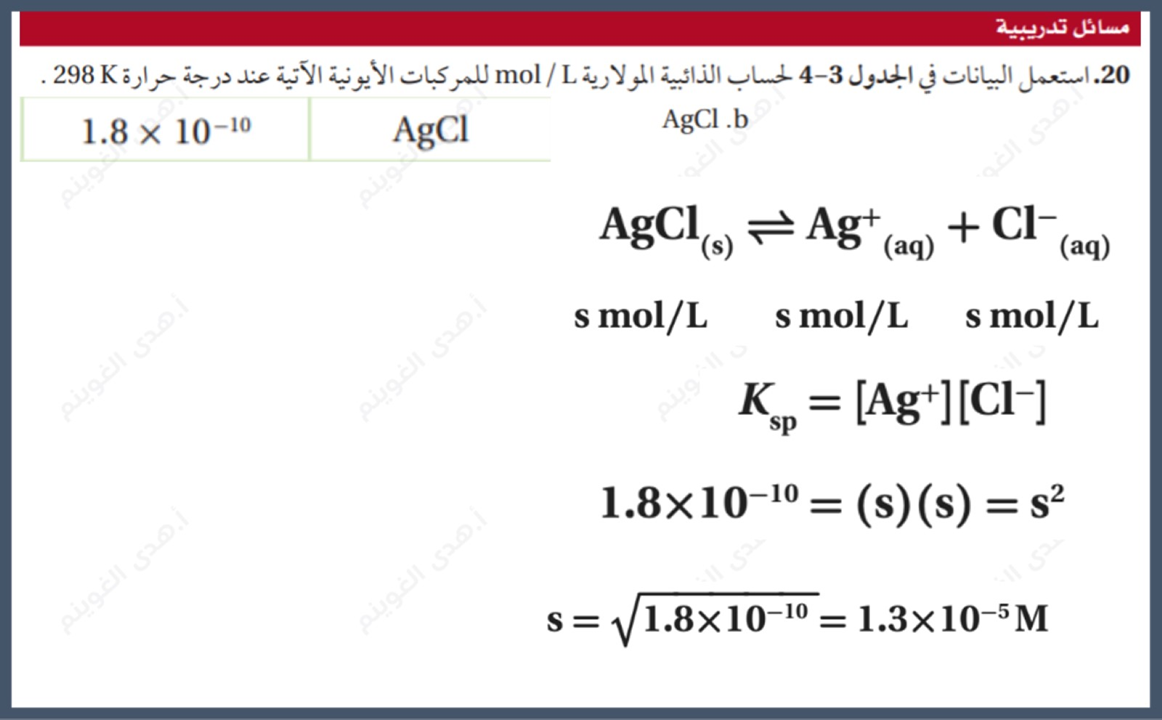 مسائل تدريبية
20. استعمل البيانات في الجدول 3-4 لحساب الذائبية المولارية mol / L للمركبات الأيونية الآتية عند درجة حرارة 298 K .
AgCl .b
1.8 × 10⁻¹⁰ AgCl
AgCl(s) ⇌ Ag⁺(aq) + Cl⁻(aq)
s mol/L s mol/L s mol/L
Ksp = [Ag⁺][Cl⁻]
1.8×10⁻¹⁰ = (s)(s) = s²
s = √1.8×10⁻¹⁰ = 1.3×10⁻⁵ M
أ.هدى الغوينم